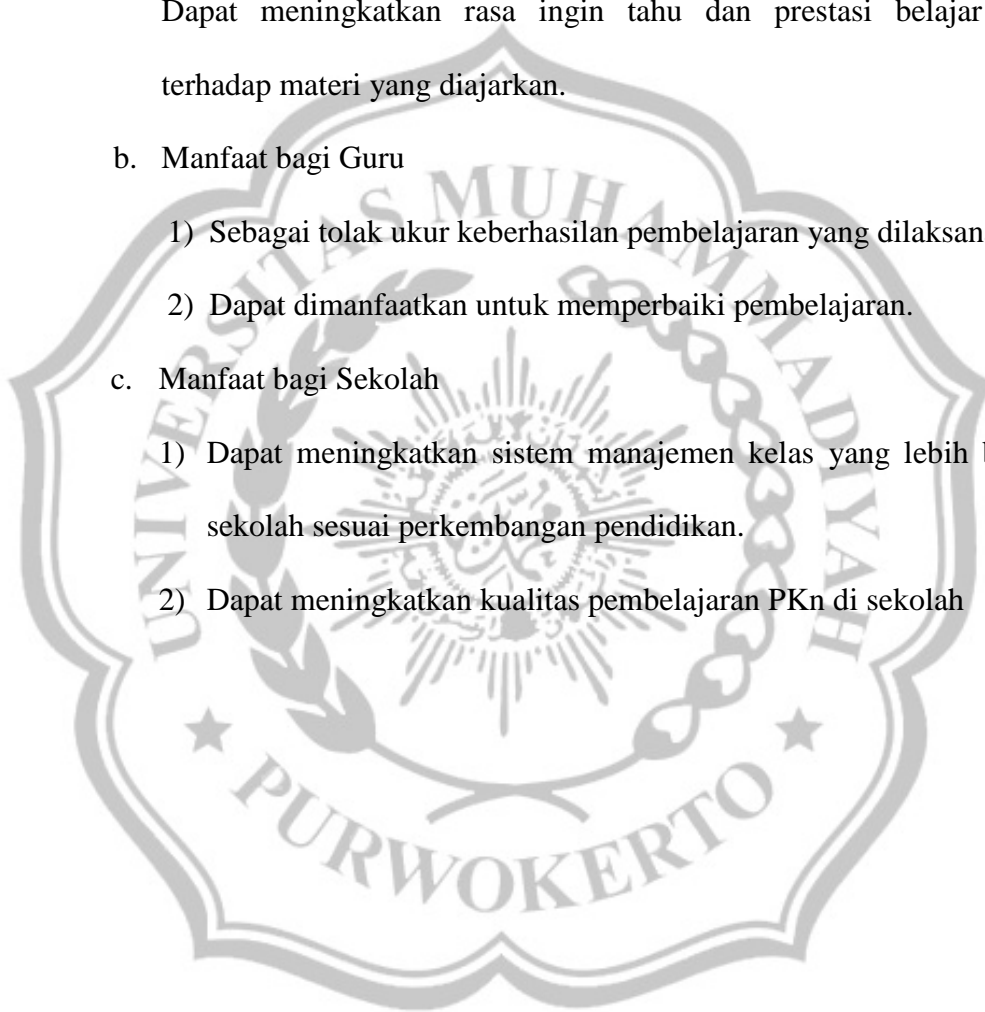 Dapat meningkatkan rasa ingin tahu dan prestasi belajar
terhadap materi yang diajarkan.
b. Manfaat bagi Guru
1) Sebagai tolak ukur keberhasilan pembelajaran yang dilaksan
2) Dapat dimanfaatkan untuk memperbaiki pembelajaran.
c. Manfaat bagi Sekolah
1) Dapat meningkatkan sistem manajemen kelas yang lebih
sekolah sesuai perkembangan pendidikan.
2) Dapat meningkatkan kualitas pembelajaran PKn di sekolah
UNIVERSITAS MUHAMMADIYAH
PURWOKERTO